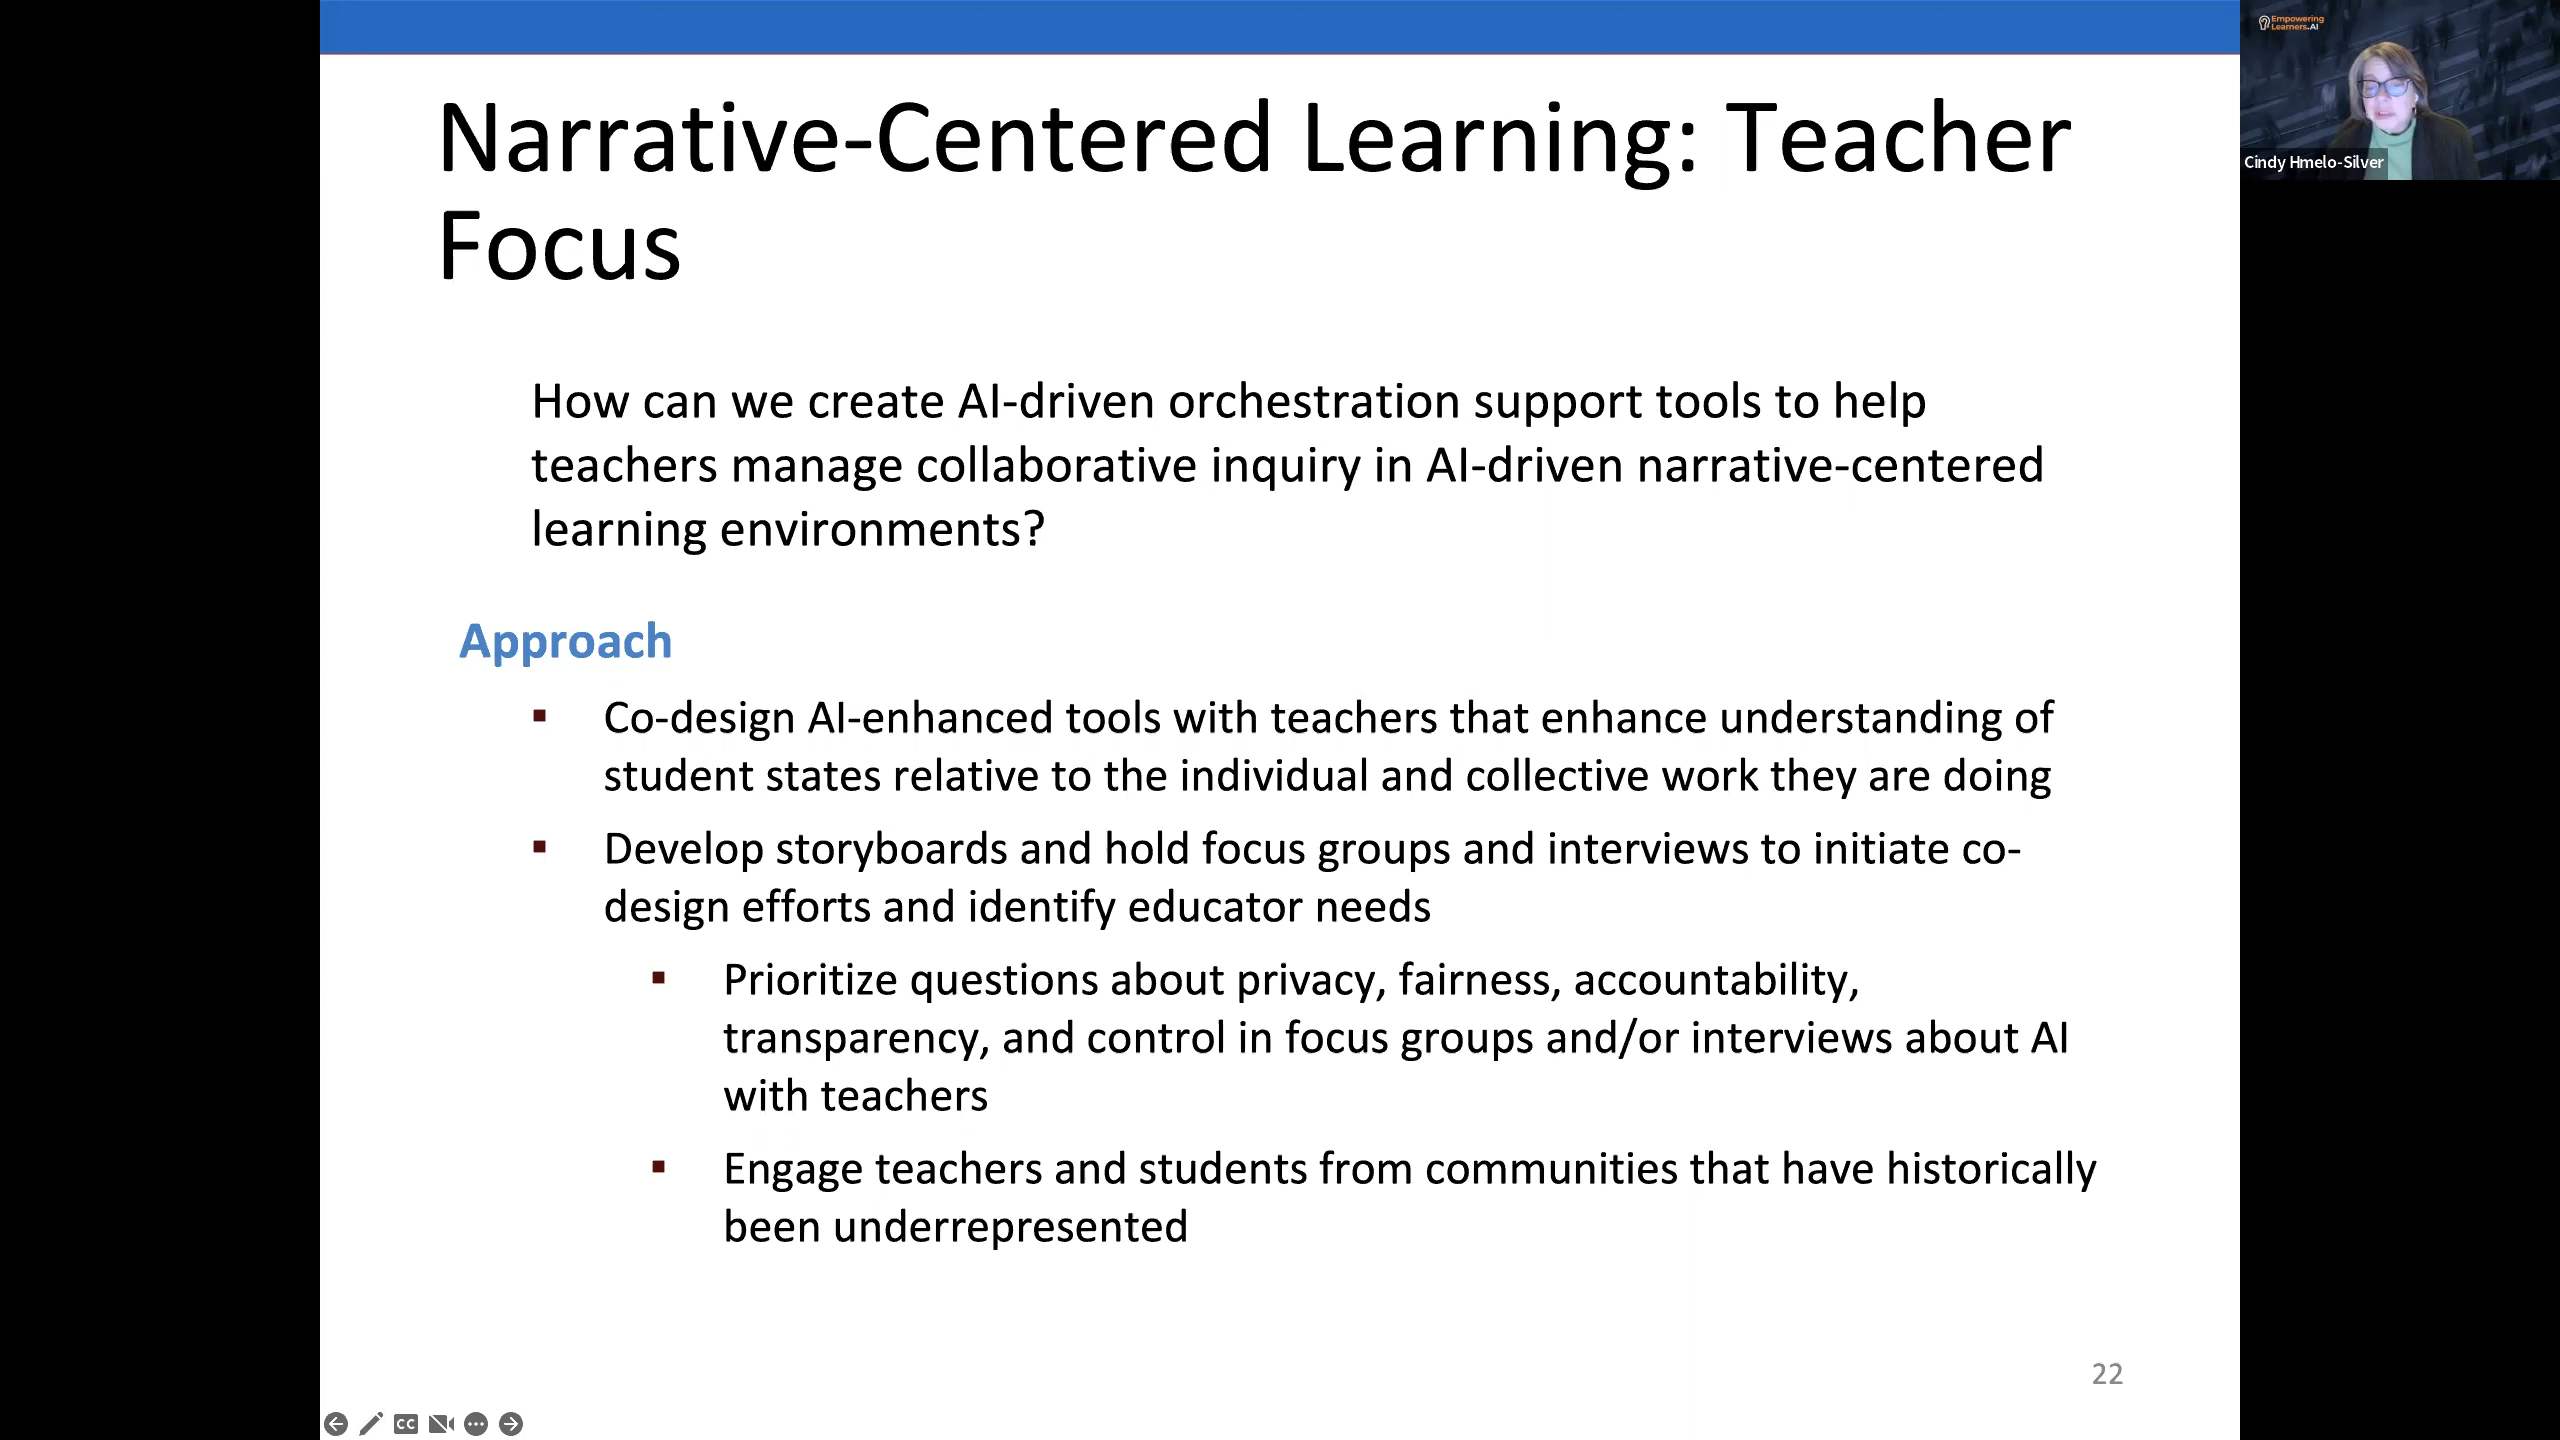 Narrative-Centered Learning: Teacher
Focus
How can we create AI-driven orchestration support tools to help
teachers manage collaborative inquiry in AI-driven narrative-centered
learning environments?
Approach
Co-design AI-enhanced tools with teachers that enhance understanding of
student states relative to the individual and collective work they are doing
Develop storyboards and hold focus groups and interviews to initiate co-
design efforts and identify educator needs
Prioritize questions about privacy, fairness, accountability,
transparency, and control in focus groups and/or interviews about AI
with teachers
Engage teachers and students from communities that have historically
been underrepresented
22
CC
Empowering
Learners.AI
Cindy Hmelo-Silver